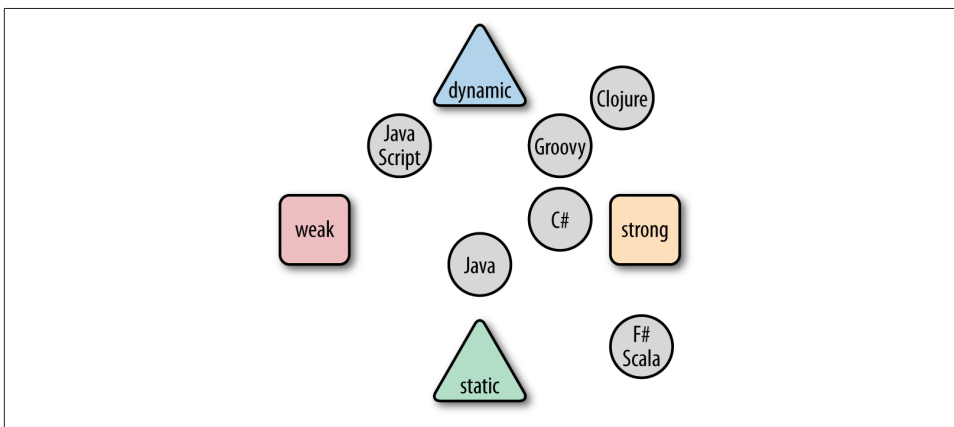 dynamic
Clojure
Java
Script
Groovy
weak
C#
strong
Java
F#
Scala
static